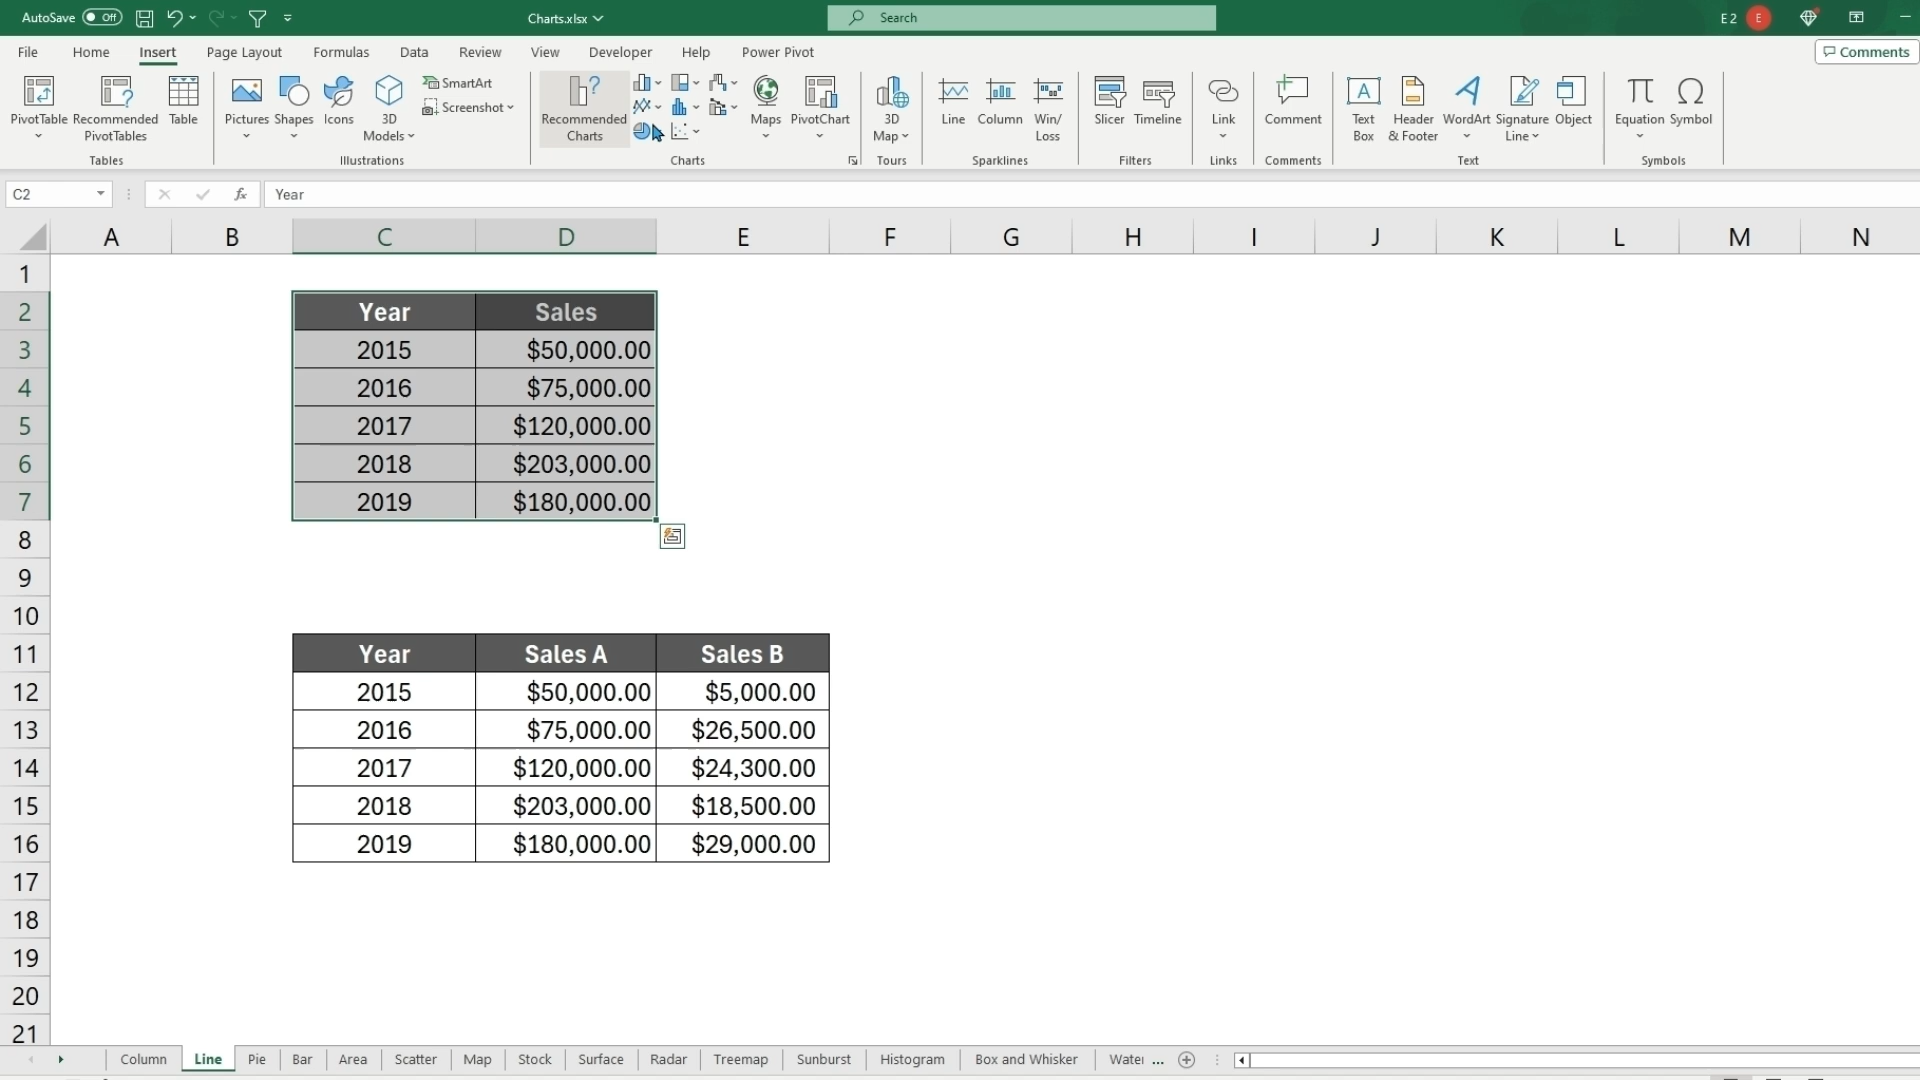 AutoSave Off Charts.xlsx Search E 2 E
File Home Insert Page Layout Formulas Data Review View Developer Help Power Pivot Comments
PivotTable Recommended PivotTables Table Pictures Shapes Icons 3D Models SmartArt Screenshot Recommended Charts Maps PivotChart 3D Map Line Column Win/Loss Slicer Timeline Link Comment Text Box Header & Footer WordArt Signature Line Object Equation Symbol
Tables Illustrations Charts Tours Sparklines Filters Links Comments Text Symbols
C2 fx Year
A B C D E F G H I J K L M N
1
2 Year Sales
3 2015 $50,000.00
4 2016 $75,000.00
5 2017 $120,000.00
6 2018 $203,000.00
7 2019 $180,000.00
8
9
10
11 Year Sales A Sales B
12 2015 $50,000.00 $5,000.00
13 2016 $75,000.00 $26,500.00
14 2017 $120,000.00 $24,300.00
15 2018 $203,000.00 $18,500.00
16 2019 $180,000.00 $29,000.00
17
18
19
20
21
Column Line Pie Bar Area Scatter Map Stock Surface Radar Treemap Sunburst Histogram Box and Whisker Water ...